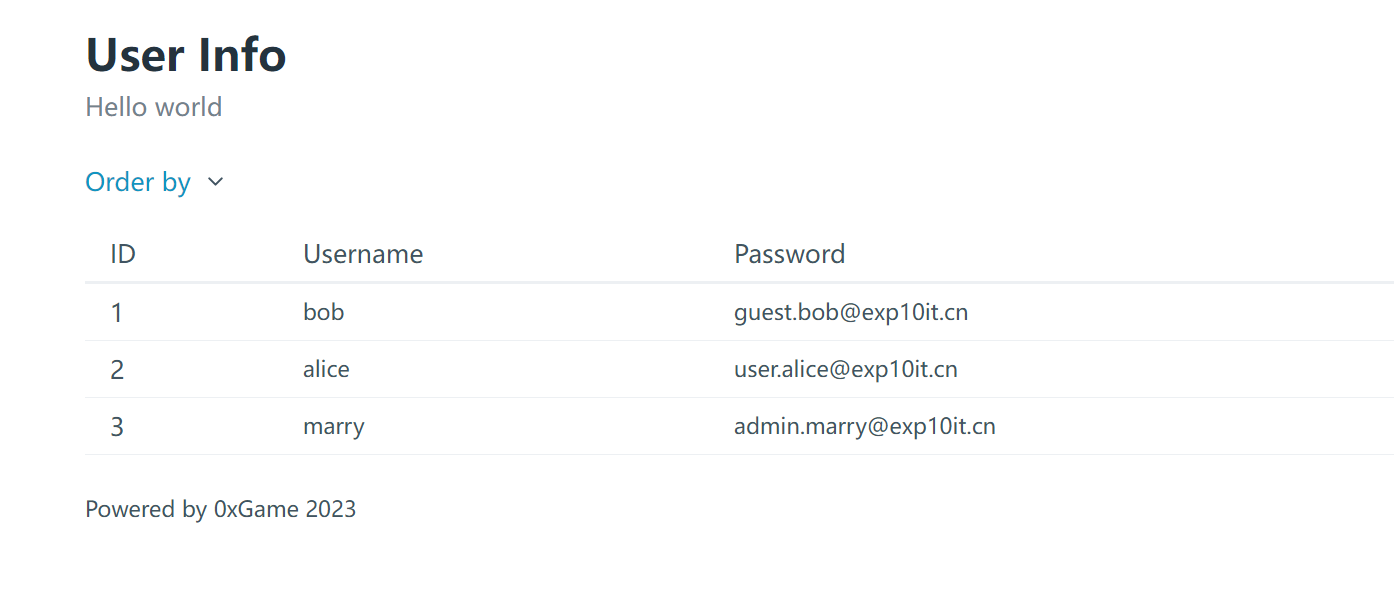 User Info
Hello world
Order by
ID Username Password
1 bob guest.bob@exp10it.cn
2 alice user.alice@exp10it.cn
3 marry admin.marry@exp10it.cn
Powered by 0xGame 2023